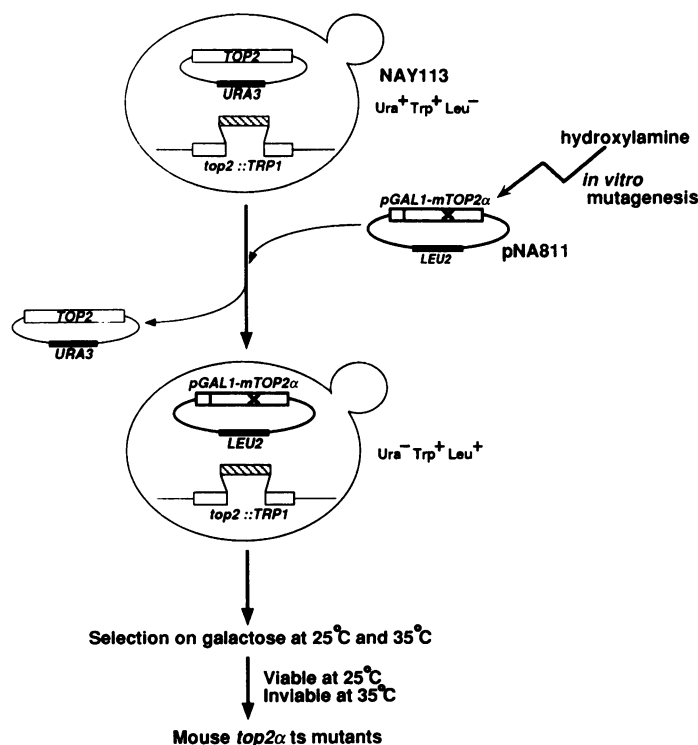 TOP2
URA3
NAY113
Ura+ Trp+ Leu−
top2 ::TRP1
hydroxylamine
in vitro
mutagenesis
pGAL1-mTOP2α
LEU2
pNA811
TOP2
URA3
pGAL1-mTOP2α
LEU2
Ura− Trp+ Leu+
top2 ::TRP1
Selection on galactose at 25°C and 35°C
Viable at 25°C
Inviable at 35°C
Mouse top2α ts mutants